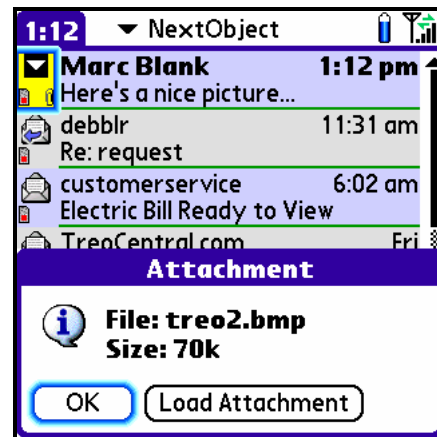 1:12 NextObject
Marc Blank 1:12 pm
Here's a nice picture...
debblr 11:31 am
Re: request
customerservice 6:02 am
Electric Bill Ready to View
TreoCentral.com Fri
Attachment
File: treo2.bmp
Size: 70k
OK Load Attachment